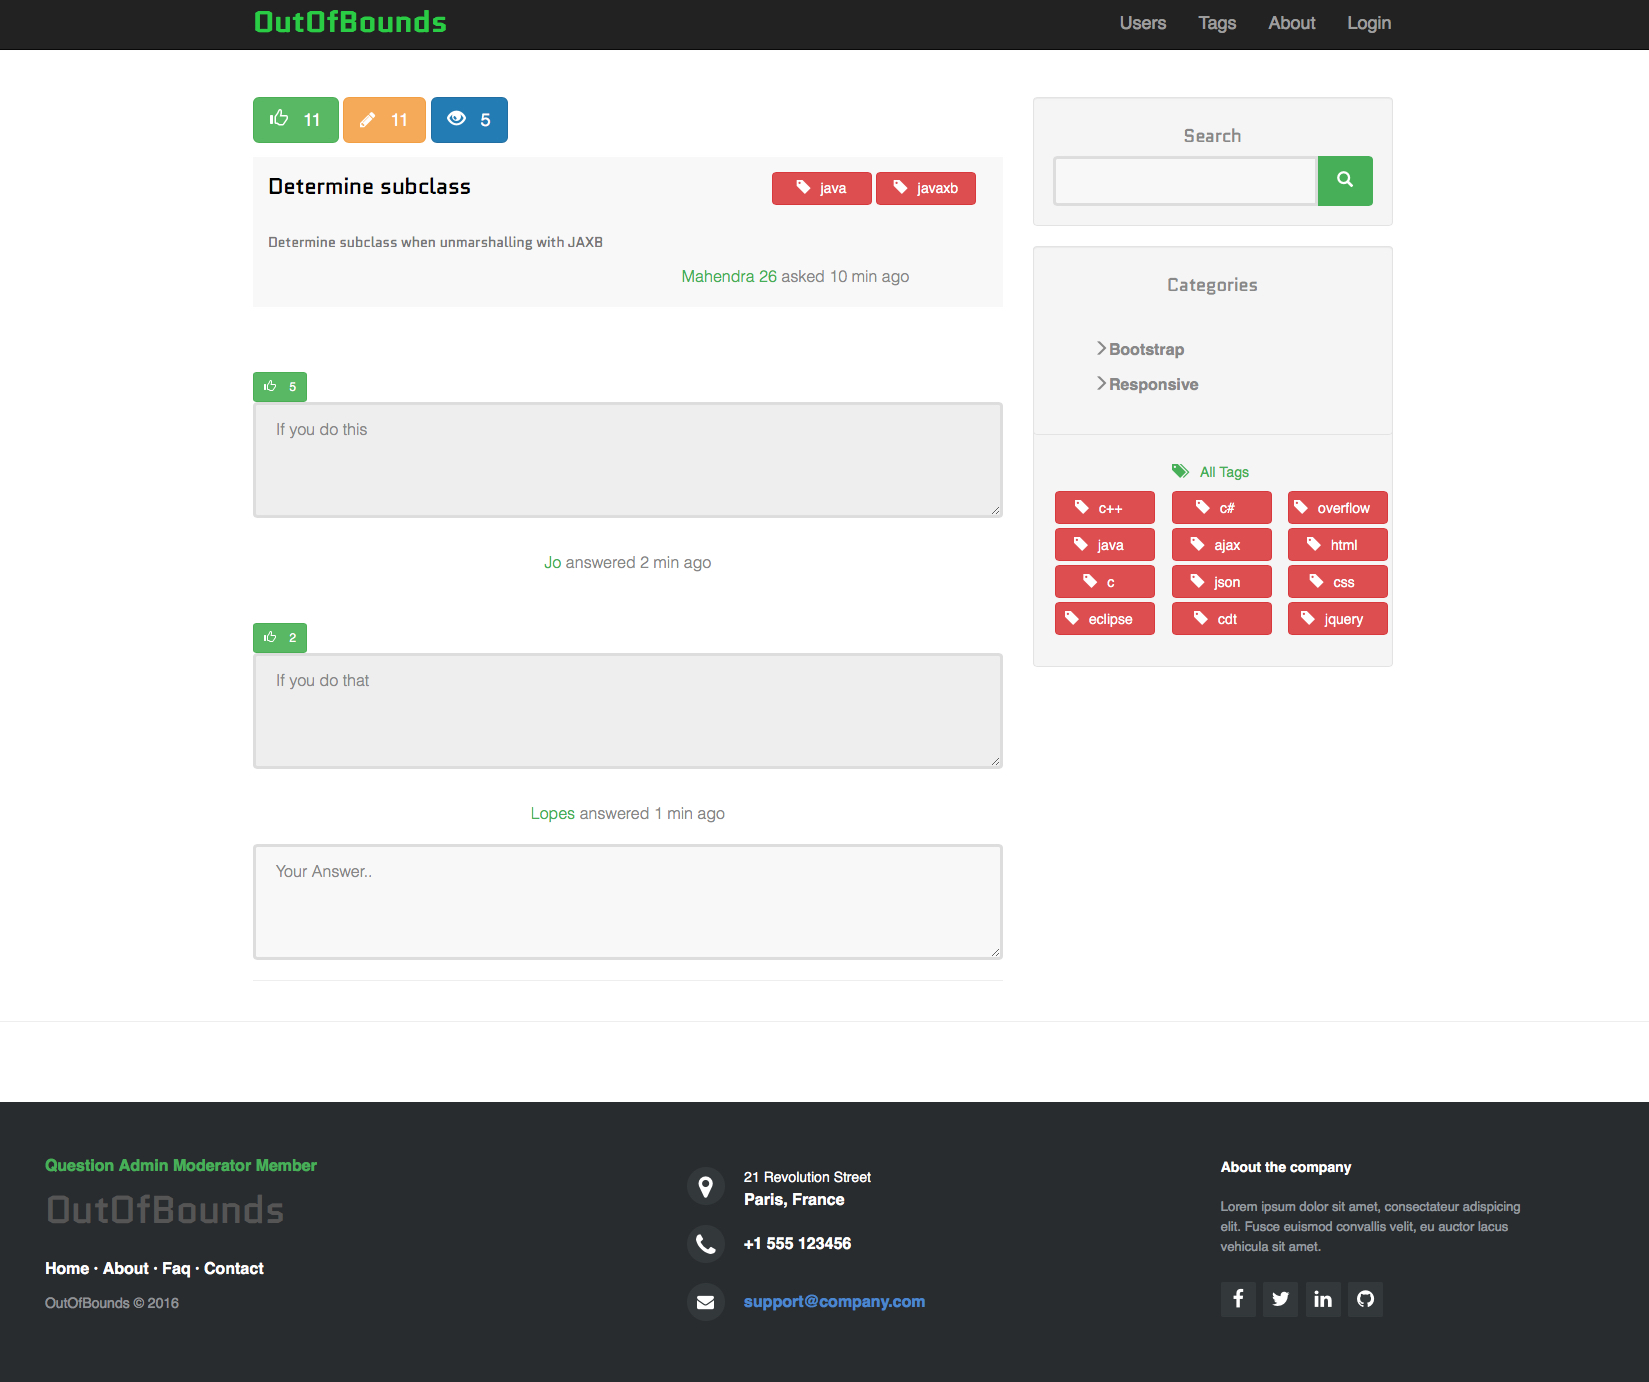 OutOfBounds
Users Tags About Login
11 11 5
Determine subclass
java javaxb
Determine subclass when unmarshalling with JAXB
Mahendra 26 asked 10 min ago
5
If you do this
Jo answered 2 min ago
2
If you do that
Lopes answered 1 min ago
Your Answer..
Search
Categories
Bootstrap
Responsive
All Tags
c++ c# overflow
java ajax html
c json css
eclipse cdt jquery
Question Admin Moderator Member
OutOfBounds
Home · About · Faq · Contact
OutOfBounds © 2016
21 Revolution Street
Paris, France
+1 555 123456
support@company.com
About the company
Lorem ipsum dolor sit amet, consectateur adipiscing
elit. Fusce euismod convallis velit, eu auctor lacus
vehicula sit amet.